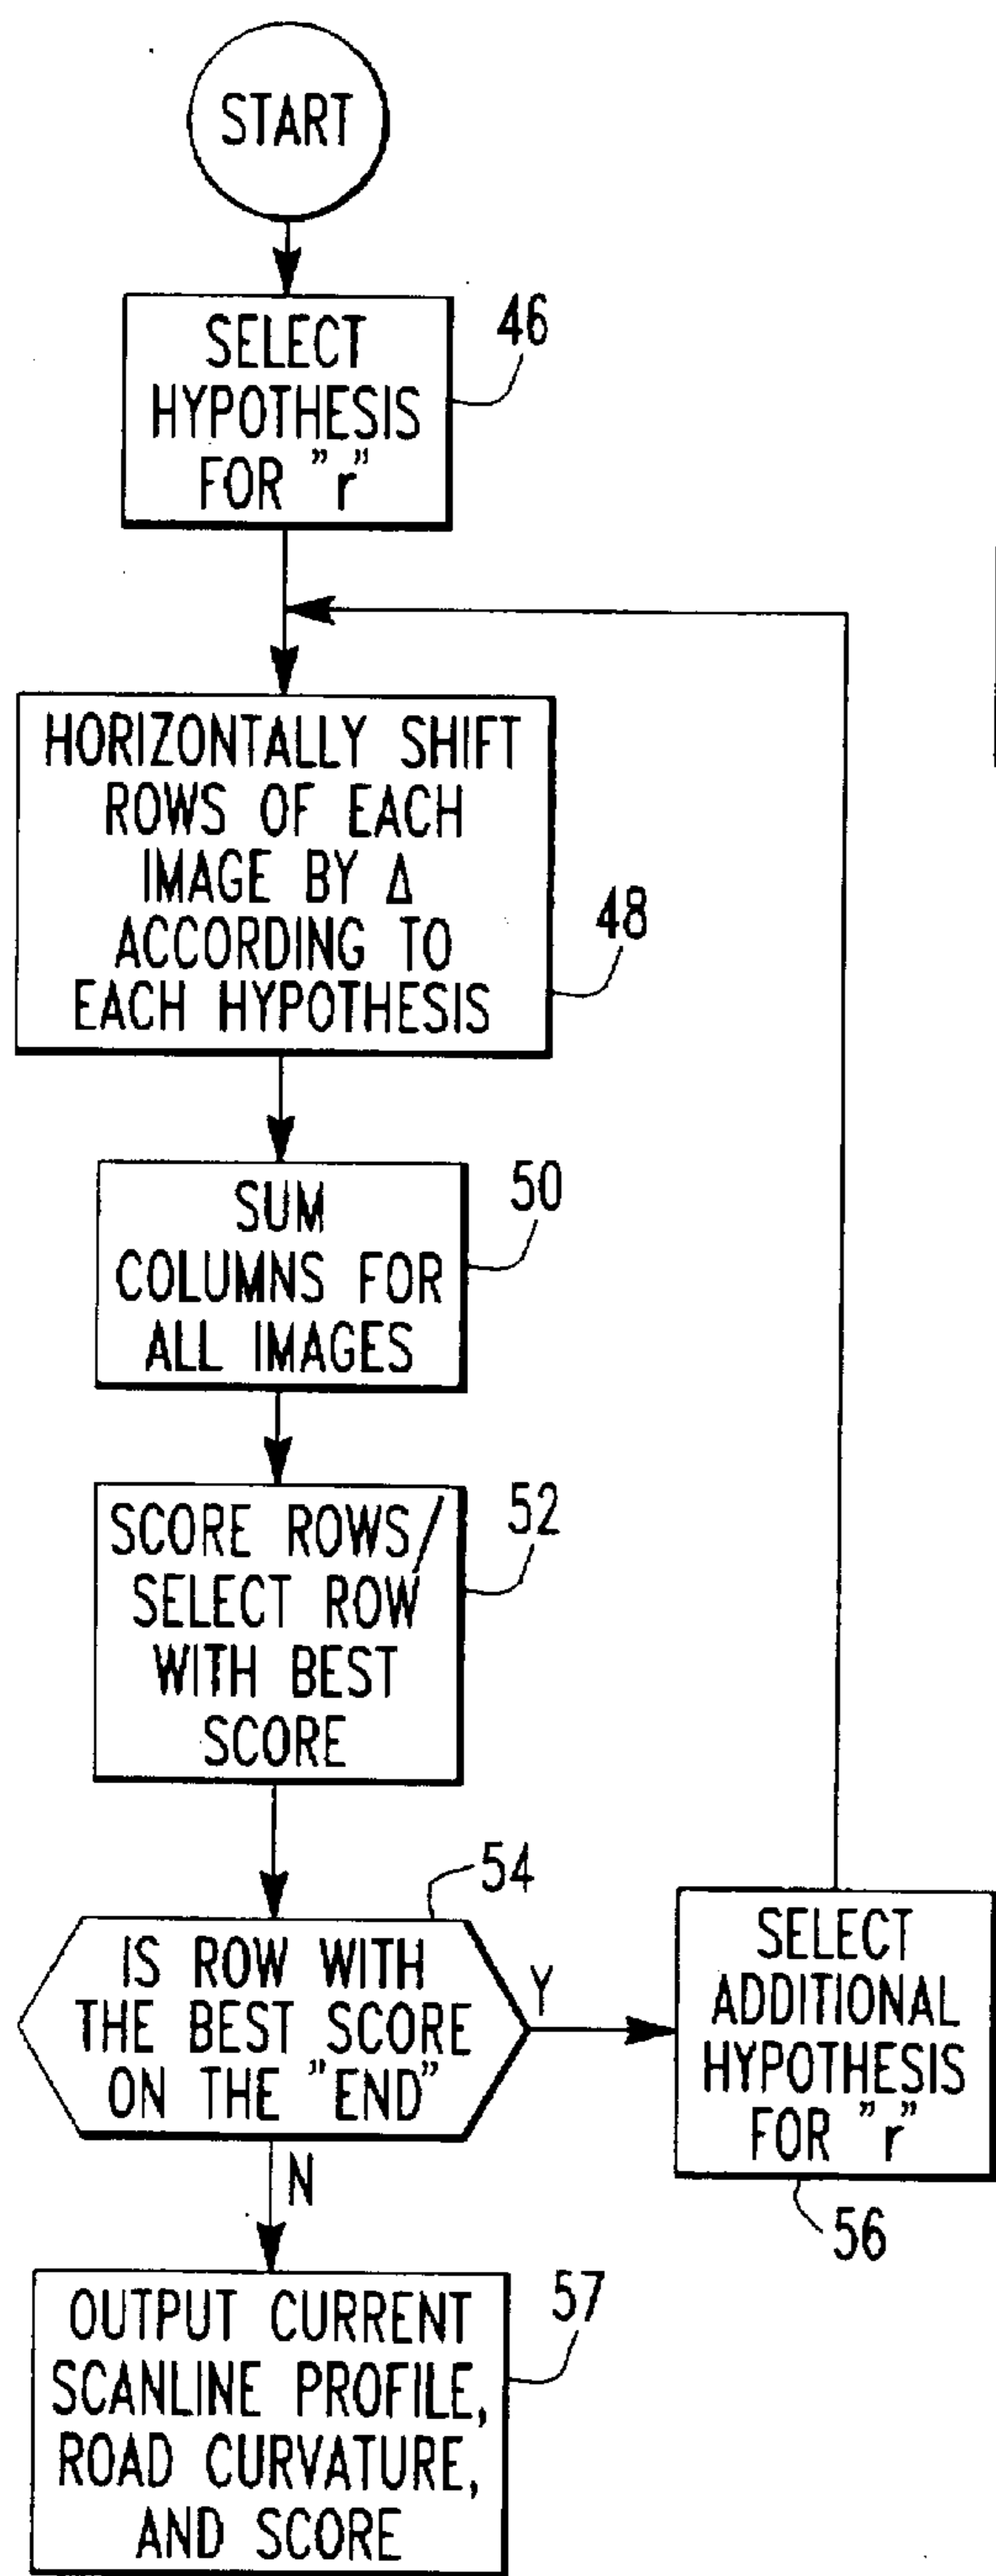 START
SELECT
HYPOTHESIS
FOR "r"
46
HORIZONTALLY SHIFT
ROWS OF EACH
IMAGE BY Δ
ACCORDING TO
EACH HYPOTHESIS
48
SUM
COLUMNS FOR
ALL IMAGES
50
SCORE ROWS/
SELECT ROW
WITH BEST
SCORE
52
54
IS ROW WITH
THE BEST SCORE
ON THE "END"
Y
SELECT
ADDITIONAL
HYPOTHESIS
FOR "r"
56
N
OUTPUT CURRENT
SCANLINE PROFILE,
ROAD CURVATURE,
AND SCORE
57